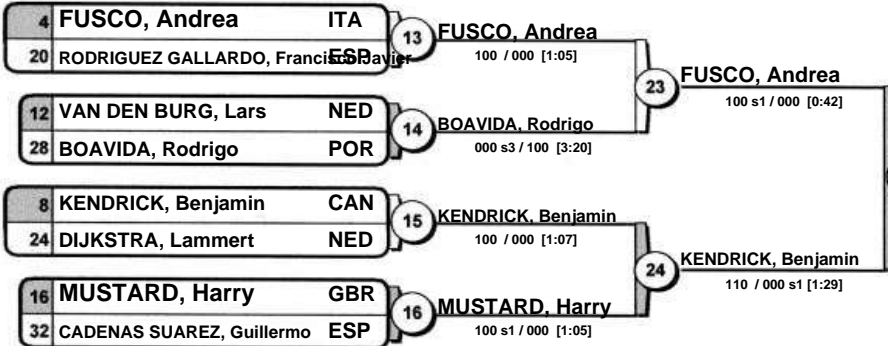 4 FUSCO, Andrea ITA
20 RODRIGUEZ GALLARDO, Francisco Javier ESP
13
FUSCO, Andrea
100 / 000 [1:05]
12 VAN DEN BURG, Lars NED
28 BOAVIDA, Rodrigo POR
14
BOAVIDA, Rodrigo
000 s3 / 100 [3:20]
23
FUSCO, Andrea
100 s1 / 000 [0:42]
8 KENDRICK, Benjamin CAN
24 DIJKSTRA, Lammert NED
15
KENDRICK, Benjamin
100 / 000 [1:07]
16 MUSTARD, Harry GBR
32 CADENAS SUAREZ, Guillermo ESP
16
MUSTARD, Harry
100 s1 / 000 [1:05]
24
KENDRICK, Benjamin
110 / 000 s1 [1:29]